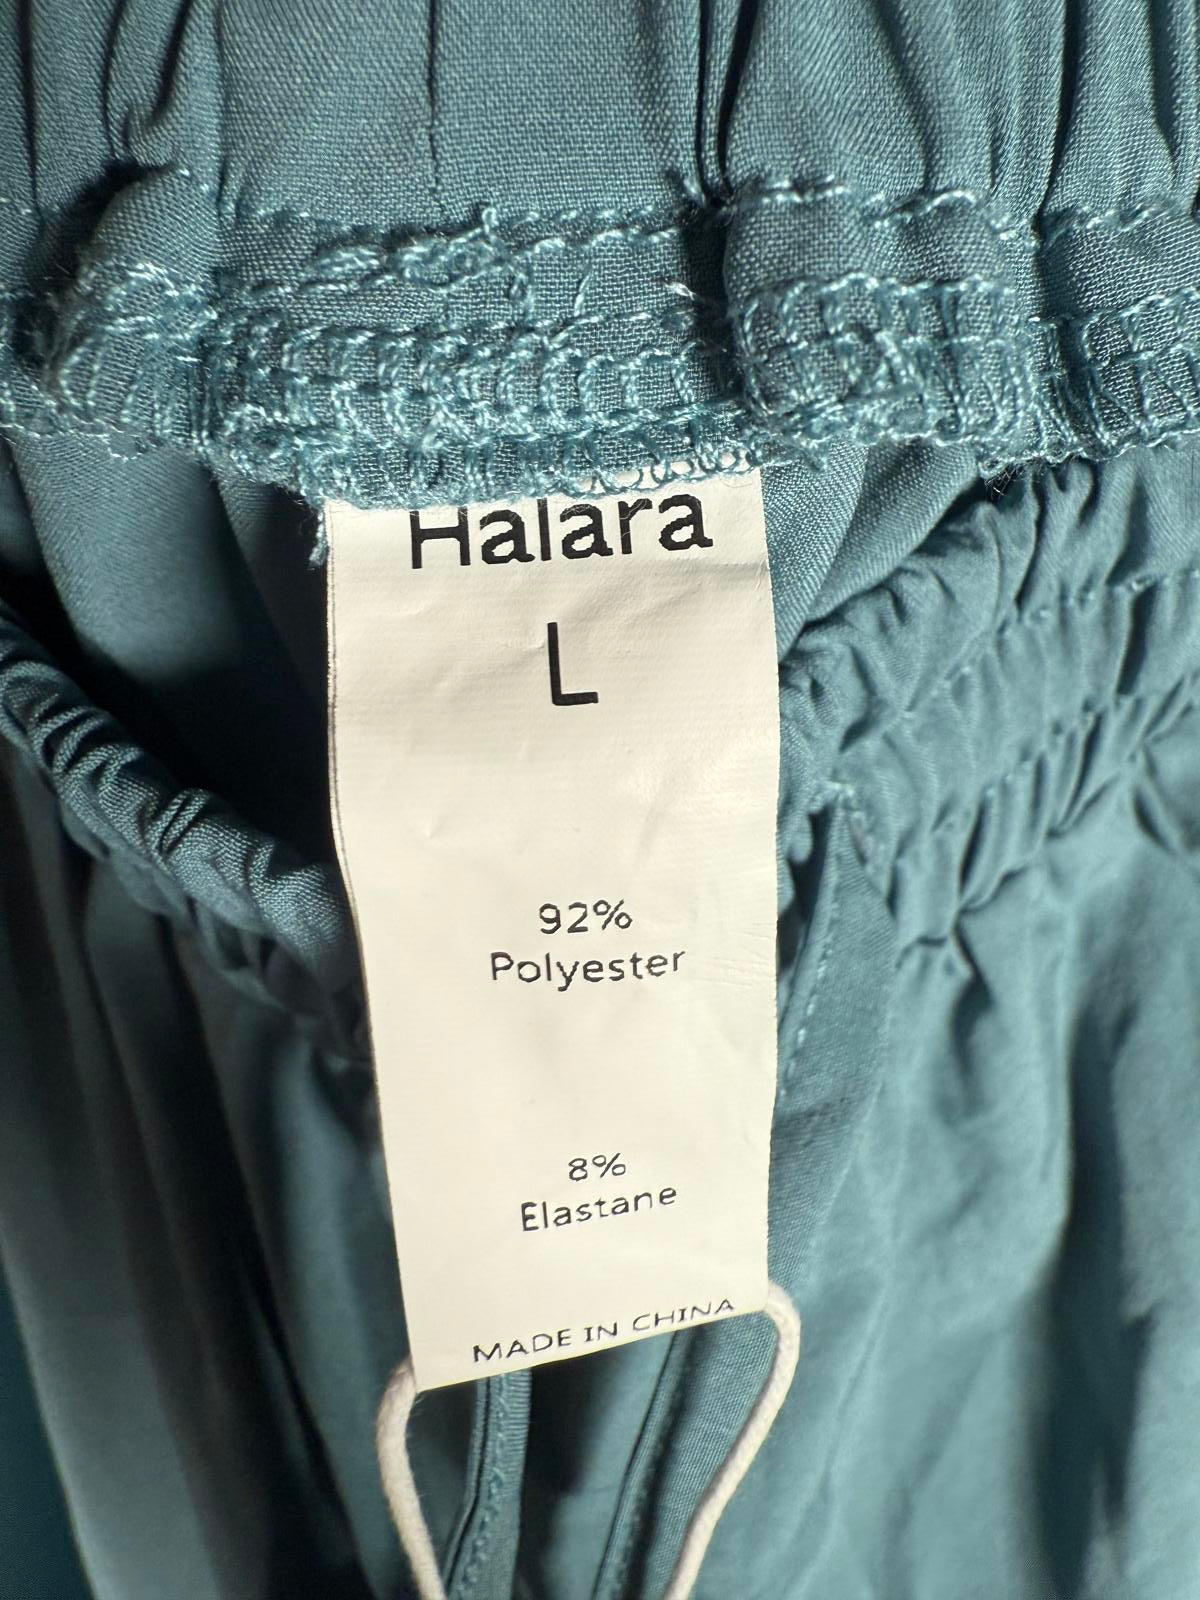 Halara
L
92%
Polyester
8%
Elastane
MADE IN CHINA